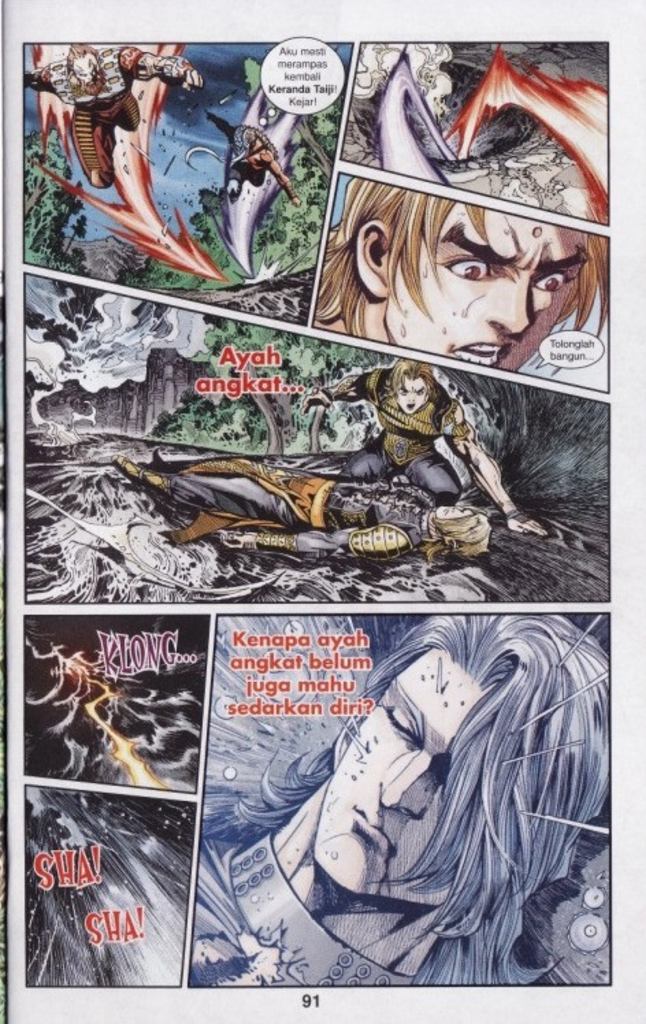 Aku mesti
merampas
kembali
Keranda Taiji!
Kejar!
Tolonglah
bangun...
Ayah
angkat...
KLONG...
Kenapa ayah
angkat belum
juga mahu
sedarkan diri?
SHA!
SHA!
91